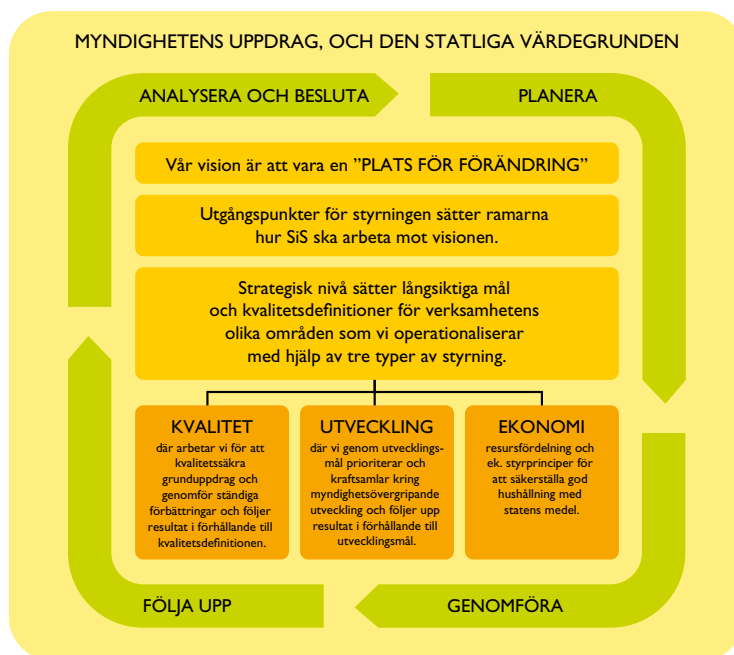 MYNDIGHETENS UPPDRAG, OCH DEN STATLIGA VÄRDEGRUNDEN
ANALYSERA OCH BESLUTA
PLANERA
Vår vision är att vara en ”PLATS FÖR FÖRÄNDRING”
Utgångspunkter för styrningen sätter ramarna
hur SiS ska arbeta mot visionen.
Strategisk nivå sätter långsiktiga mål
och kvalitetsdefinitioner för verksamhetens
olika områden som vi operationaliserar
med hjälp av tre typer av styrning.
KVALITET
där arbetar vi för att
kvalitetssäkra
grunduppdrag och
genomför ständiga
förbättringar och följer
resultat i förhållande till
kvalitetsdefinitionen.
UTVECKLING
där vi genom utvecklings-
mål prioriterar och
kraftsamlar kring
myndighetsövergripande
utveckling och följer upp
resultat i förhållande till
utvecklingsmål.
EKONOMI
resursfördelning och
ek. styrprinciper för
att säkerställa god
hushållning med
statens medel.
FÖLJA UPP
GENOMFÖRA